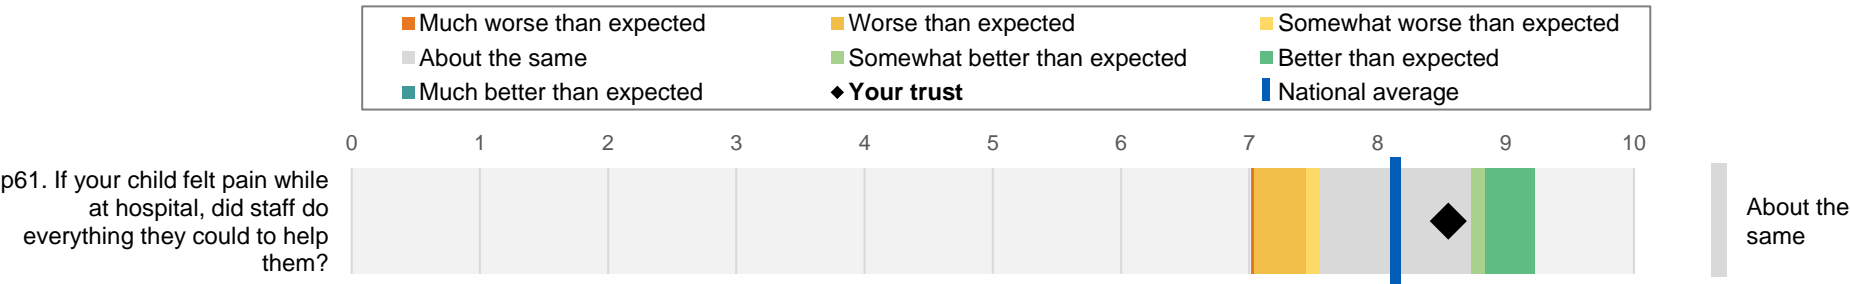 Much worse than expected
Worse than expected
Somewhat worse than expected
About the same
Somewhat better than expected
Better than expected
Much better than expected
Your trust
National average
0 1 2 3 4 5 6 7 8 9 10
p61. If your child felt pain while
at hospital, did staff do
everything they could to help
them?
About the
same